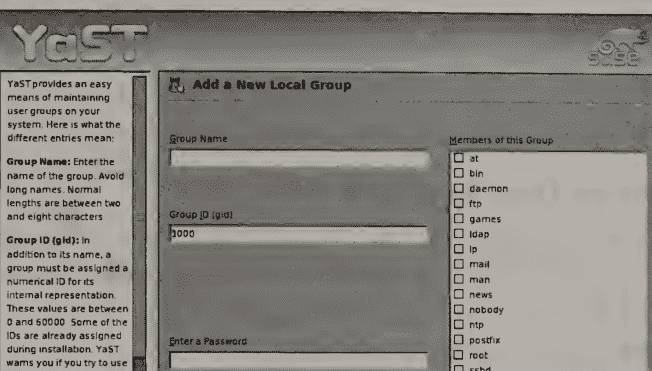 YaST
suse
YaST provides an easy
means of maintaining
user groups on your
system. Here is what the
different entries mean:
Group Name: Enter the
name of the group. Avoid
long names. Normal
lengths are between two
and eight characters
Group ID (gid): In
addition to its name, a
group must be assigned a
numerical ID for its
internal representation.
These values are between
0 and 60000 Some of the
IDs are already assigned
during installation. YaST
warns you if you try to use
Add a New Local Group
Group Name
Group ID (gid)
1000
Enter a Password
Members of this Group
at
bin
daemon
ftp
games
ldap
lp
mail
man
news
nobody
ntp
postfix
root
sshd